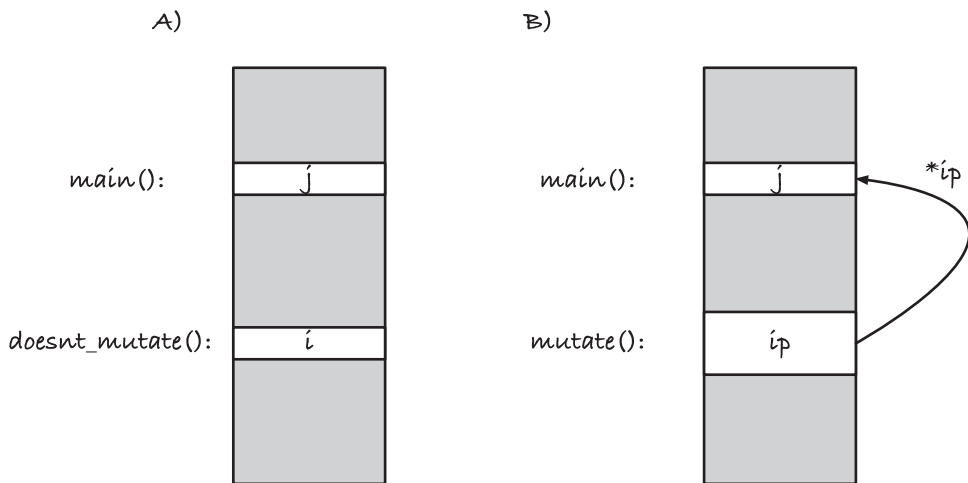 A)
main():
j
doesnt_mutate():
i
B)
main():
j
*ip
mutate():
ip